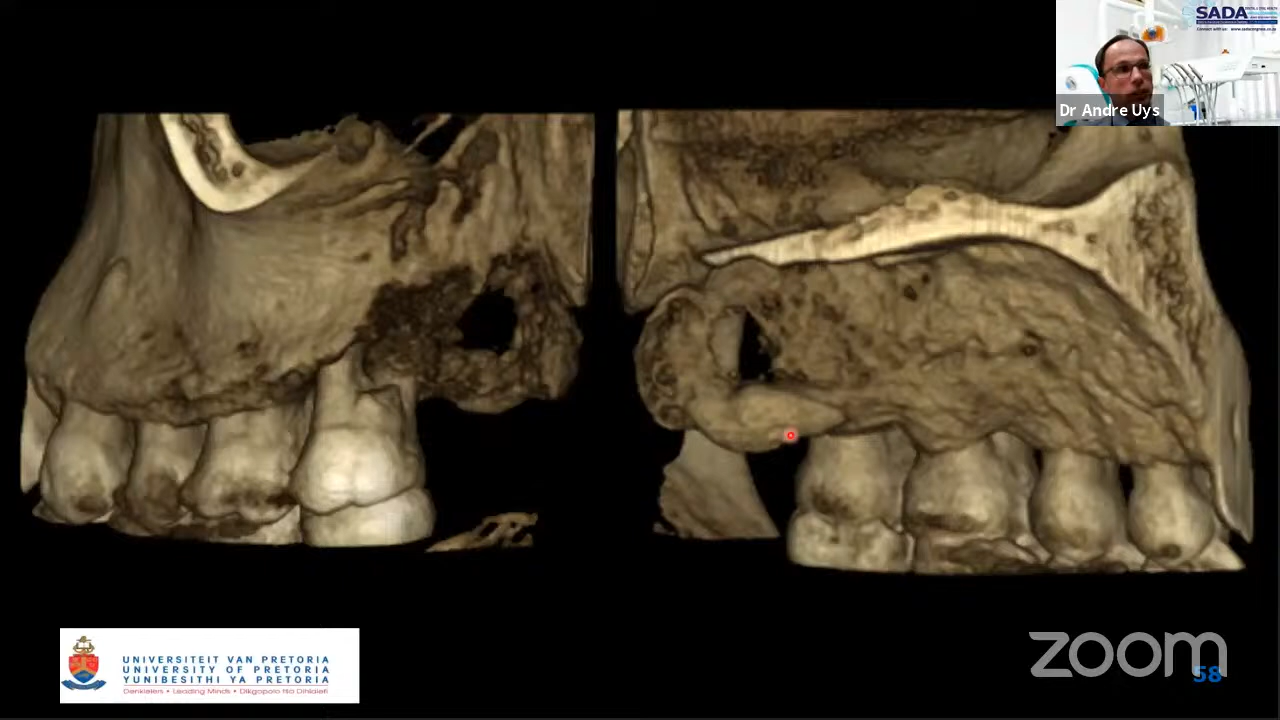 SADA
Dr Andre Uys
UNIVERSITEIT VAN PRETORIA
UNIVERSITY OF PRETORIA
YUNIBESITHI YA PRETORIA
Denkleiers • Leading Minds • Dikgopolo tša Dihlalefi
zoom
58